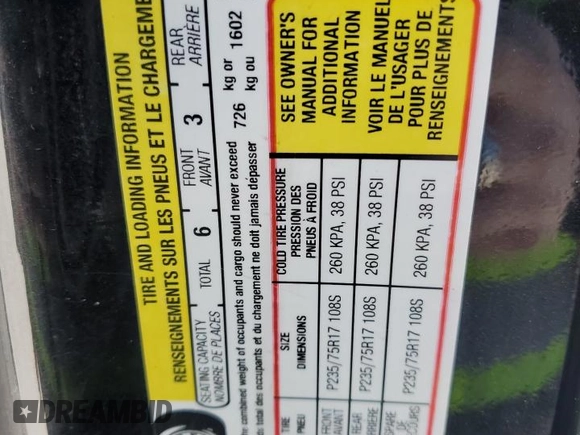 TIRE AND LOADING INFORMATION
RENSEIGNEMENTS SUR LES PNEUS ET LE CHARGEME
SEATING CAPACITY
NOMBRE DE PLACES
TOTAL 6
FRONT
AVANT 3
REAR
ARRIÈRE
combined weight of occupants and cargo should never exceed 726 kg or 1602
total des occupants et du chargement ne doit jamais dépasser kg ou
TIRE
PNEU
SIZE
DIMENSIONS
COLD TIRE PRESSURE
PRESSION DES
PNEUS À FROID
FRONT
AVANT
P235/75R17 108S
260 KPA, 38 PSI
REAR
P235/75R17 108S
260 KPA, 38 PSI
P235/75R17 108S
260 KPA, 38 PSI
SEE OWNER'S
MANUAL FOR
ADDITIONAL
INFORMATION
VOIR LE MANUEL
DE L'USAGER
POUR PLUS DE
RENSEIGNEMENTS
DREAMBID